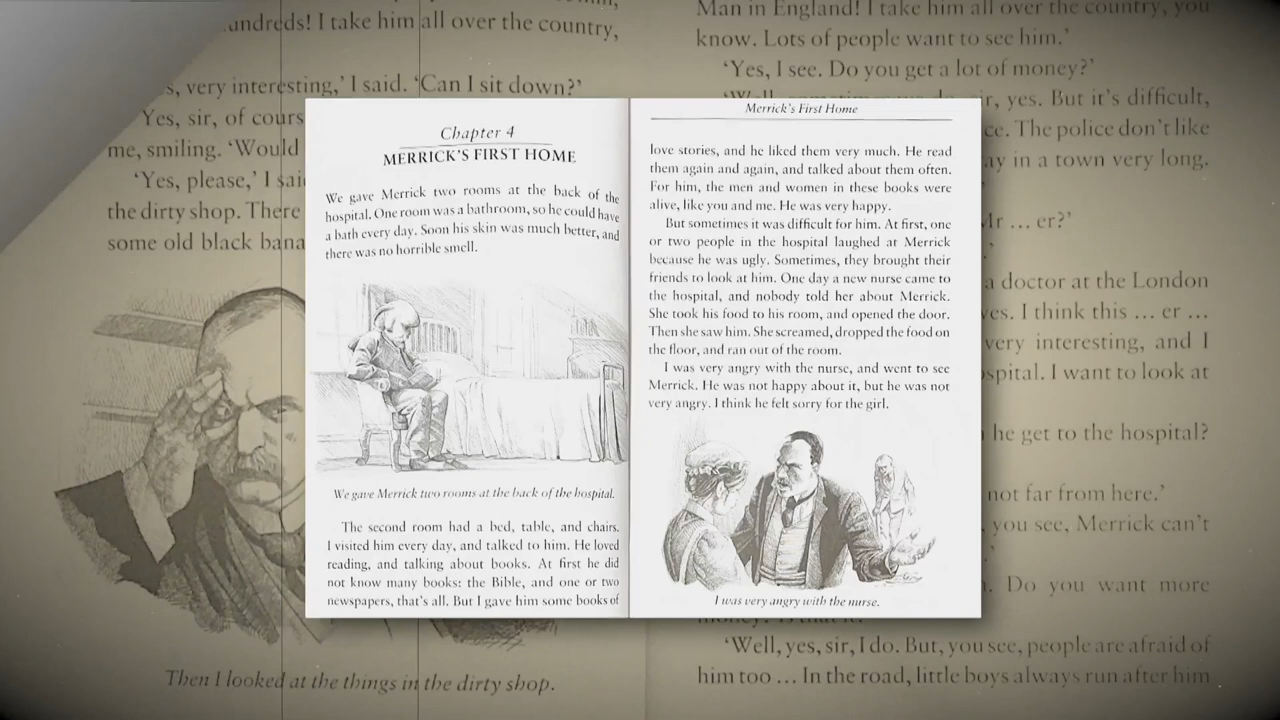 undreds! I take him all over the country,
s, very interesting,' I said. 'Can I sit down?'
Yes, sir, of cours
me, smiling. 'Would
'Yes, please,' I sai
the dirty shop. There
some old black bana
Then I looked at the things in the dirty shop.
Chapter 4
MERRICK'S FIRST HOME
We gave Merrick two rooms at the back of the
hospital. One room was a bathroom, so he could have
a bath every day. Soon his skin was much better, and
there was no horrible smell.
We gave Merrick two rooms at the back of the hospital.
The second room had a bed, table, and chairs.
I visited him every day, and talked to him. He loved
reading, and talking about books. At first he did
not know many books: the Bible, and one or two
newspapers, that's all. But I gave him some books of
Merrick's First Home
love stories, and he liked them very much. He read
them again and again, and talked about them often.
For him, the men and women in these books were
alive, like you and me. He was very happy.
But sometimes it was difficult for him. At first, one
or two people in the hospital laughed at Merrick
because he was ugly. Sometimes, they brought their
friends to look at him. One day a new nurse came to
the hospital, and nobody told her about Merrick.
She took his food to his room, and opened the door.
Then she saw him. She screamed, dropped the food on
the floor, and ran out of the room.
I was very angry with the nurse, and went to see
Merrick. He was not happy about it, but he was not
very angry. I think he felt sorry for the girl.
I was very angry with the nurse.
Man in England! I take him all over the country, you
know. Lots of people want to see him.'
'Yes, I see. Do you get a lot of money?'
sir, yes. But it's difficult,
ce. The police don't like
ay in a town very long.
Mr ... er?'
a doctor at the London
ves. I think this ... er ...
very interesting, and I
spital. I want to look at
he get to the hospital?
not far from here.'
you see, Merrick can't
Do you want more
'Well, yes, sir, I do. But, you see, people are afraid of
him too ... In the road, little boys always run after him